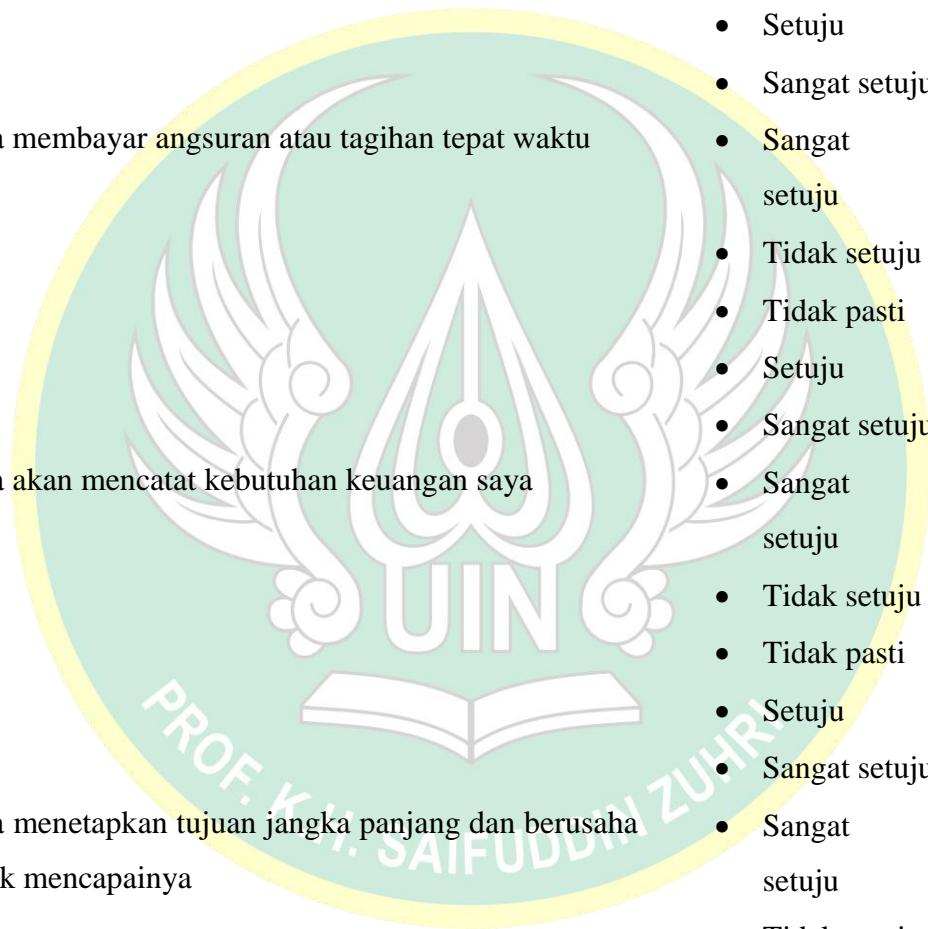 • Setuju
• Sangat setuju
a membayar angsuran atau tagihan tepat waktu
• Sangat
setuju
• Tidak setuju
• Tidak pasti
• Setuju
• Sangat setuju
a akan mencatat kebutuhan keuangan saya
• Sangat
setuju
• Tidak setuju
• Tidak pasti
• Setuju
• Sangat setuju
a menetapkan tujuan jangka panjang dan berusaha
k mencapainya
• Sangat
setuju
UIN
PROF. K.H. SAIFUDDIN ZUHRI